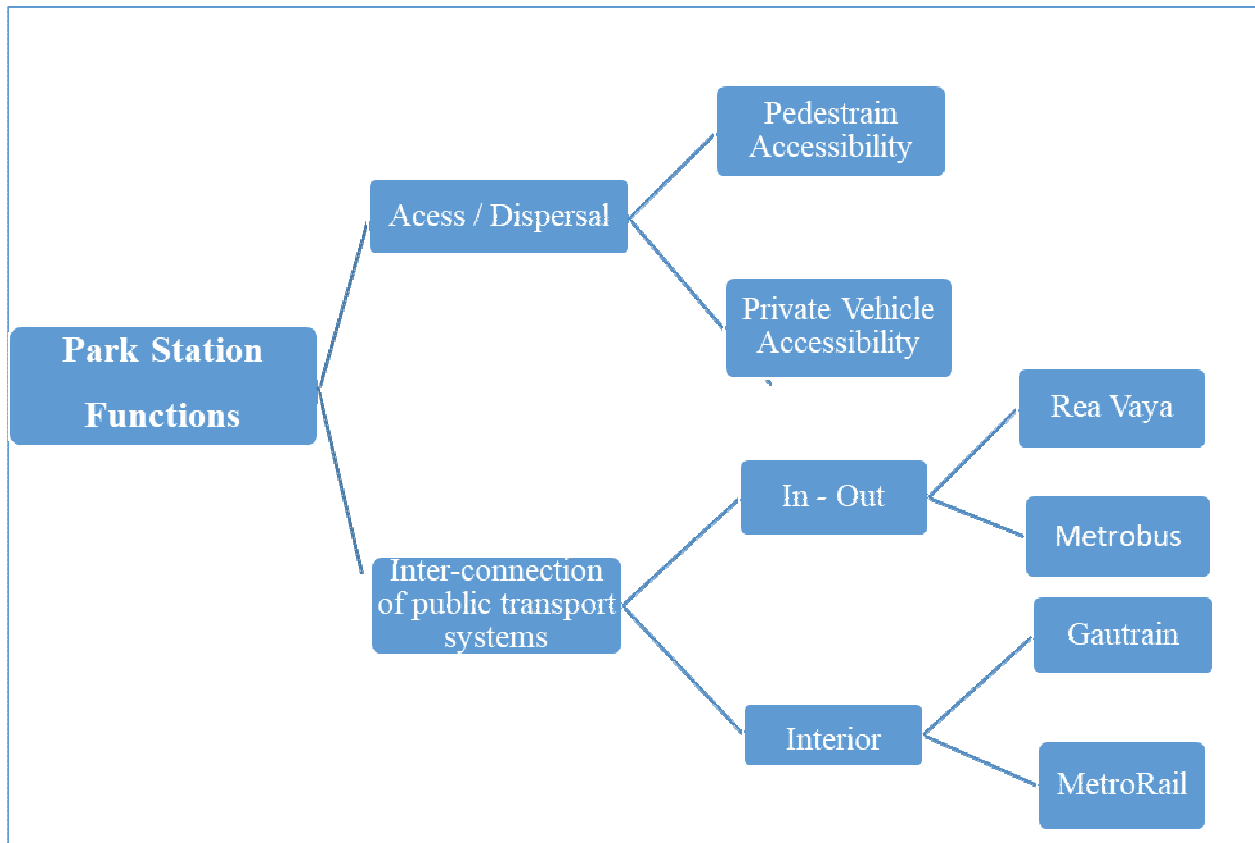 Pedestrain
Accessibility
Acess / Dispersal
Private Vehicle
Accessibility
Park Station
Functions
Rea Vaya
In - Out
Metrobus
Inter-connection
of public transport
systems
Gautrain
Interior
MetroRail